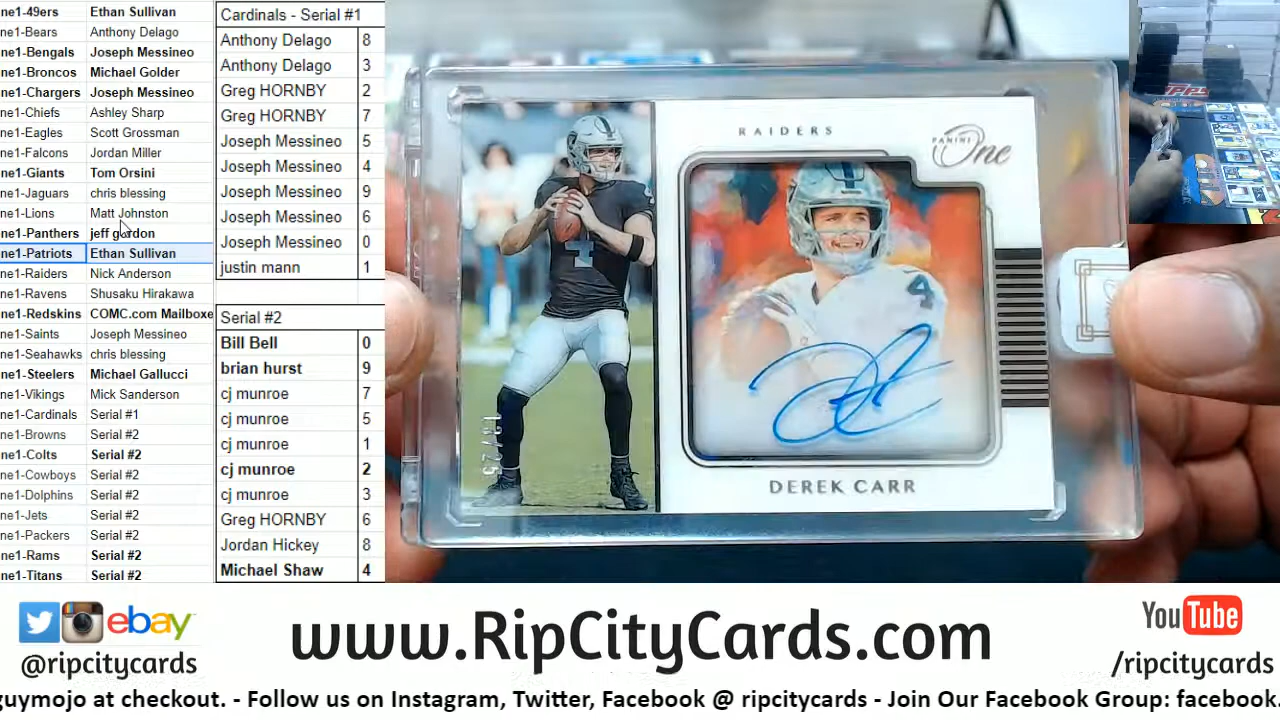 ne1-49ers Ethan Sullivan
ne1-Bears Anthony Delago
ne1-Bengals Joseph Messineo
ne1-Broncos Michael Golder
ne1-Chargers Joseph Messineo
ne1-Chiefs Ashley Sharp
ne1-Eagles Scott Grossman
ne1-Falcons Jordan Miller
ne1-Giants Tom Orsini
ne1-Jaguars chris blessing
ne1-Lions Matt Johnston
ne1-Panthers jeff gordon
ne1-Patriots Ethan Sullivan
ne1-Raiders Nick Anderson
ne1-Ravens Shusaku Hirakawa
ne1-Redskins COMC.com Mailboxe
ne1-Saints Joseph Messineo
ne1-Seahawks chris blessing
ne1-Steelers Michael Gallucci
ne1-Vikings Mick Sanderson
ne1-Cardinals Serial #1
ne1-Browns Serial #2
ne1-Colts Serial #2
ne1-Cowboys Serial #2
ne1-Dolphins Serial #2
ne1-Jets Serial #2
ne1-Packers Serial #2
ne1-Rams Serial #2
ne1-Titans Serial #2
Cardinals - Serial #1
Anthony Delago 8
Anthony Delago 3
Greg HORNBY 2
Greg HORNBY 7
Joseph Messineo 5
Joseph Messineo 4
Joseph Messineo 9
Joseph Messineo 6
Joseph Messineo 0
justin mann 1
Serial #2
Bill Bell 0
brian hurst 9
cj munroe 7
cj munroe 5
cj munroe 1
cj munroe 2
cj munroe 3
Greg HORNBY 6
Jordan Hickey 8
Michael Shaw 4
RAIDERS
PANINI
One
4
4
DEREK CARR
ebay
@ripcitycards
www.RipCityCards.com
YouTube
/ripcitycards
guymojo at checkout. - Follow us on Instagram, Twitter, Facebook @ ripcitycards - Join Our Facebook Group: facebook.